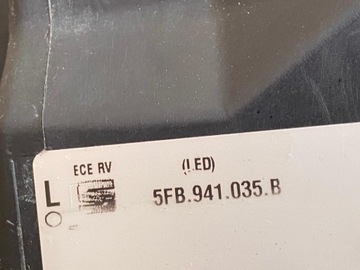 ECE RV (LED)
L 5FB.941.035.B